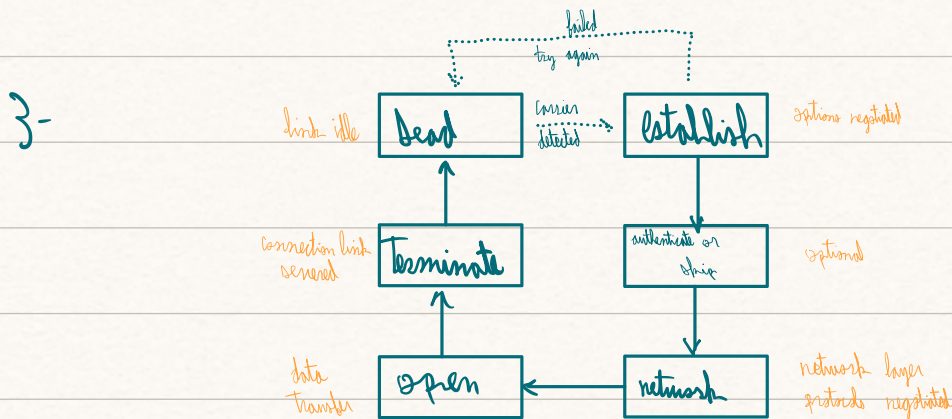 failed
try again
3-
link idle
Dead
Carrier
detected
establish
options negotiated
connection link
severed
Terminate
authenticate or
skip
optional
data
transfer
open
network
network layer
protocols negotiated